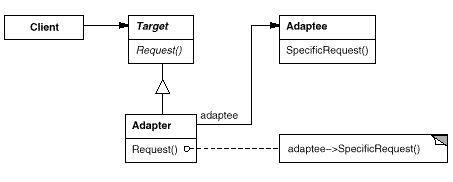 Client
Target
Request()
Adaptee
SpecificRequest()
adaptee
Adapter
Request()
adaptee->SpecificRequest()